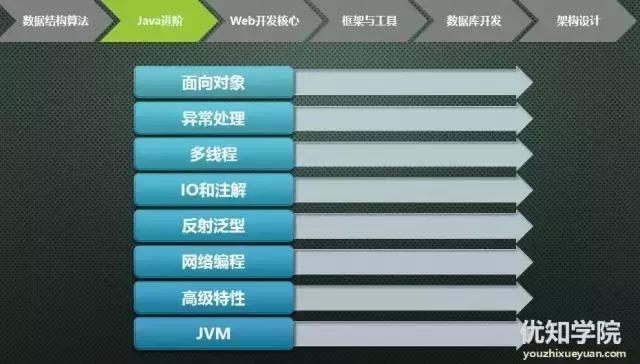 数据结构算法
Java进阶
Web开发核心
框架与工具
数据库开发
架构设计
面向对象
异常处理
多线程
IO和注解
反射泛型
网络编程
高级特性
JVM
优知学院
youzhixueyuan.com